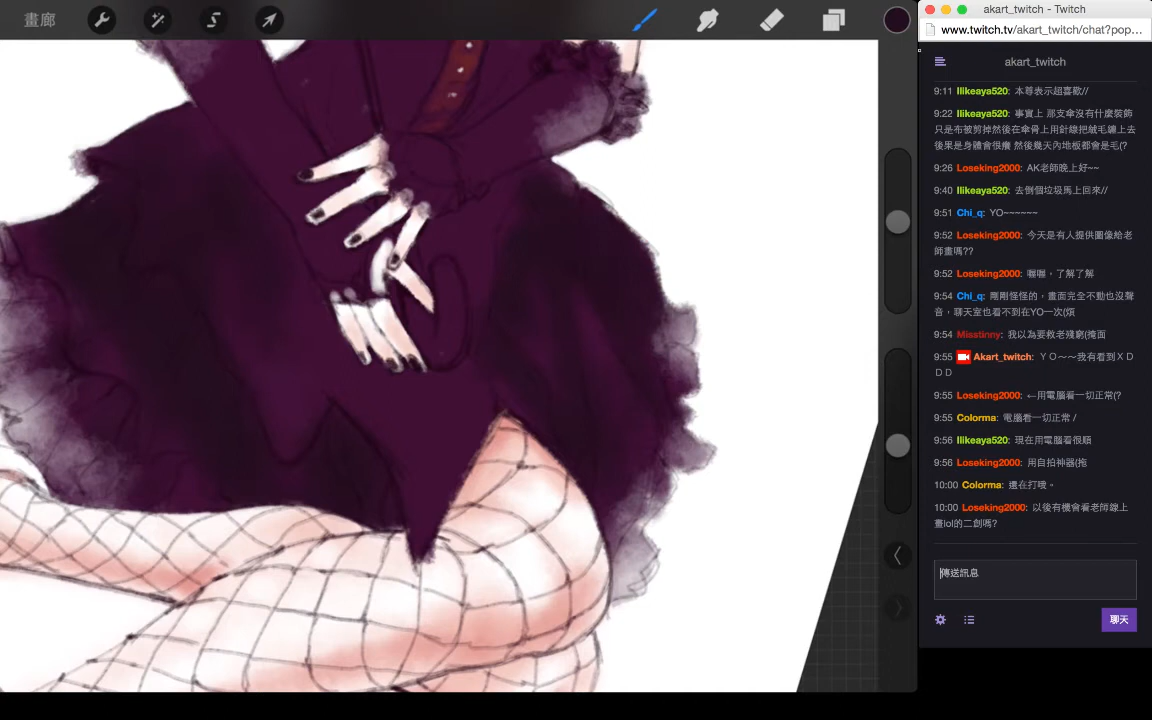 畫廊
akart_twitch - Twitch
www.twitch.tv/akart_twitch/chat?pop...
akart_twitch
9:11 Ilikeaya520: 本尊表示超喜歡//
9:22 Ilikeaya520: 事實上 那支傘沒有什麼裝飾
只是布被剪掉然後在傘骨上用針線把絨毛縫上去
後果是身體會很癢 然後幾天內地板都會是毛(?
9:26 Loseking2000: AK老師晚上好~~
9:40 Ilikeaya520: 去倒個垃圾馬上回來//
9:51 Chi_q: YO~~~~~~
9:52 Loseking2000: 今天是有人提供圖像給老
師畫嗎??
9:52 Loseking2000: 喔喔，了解了解
9:54 Chi_q: 剛剛怪怪的，畫面完全不動也沒聲
音，聊天室也看不到在YO一次(煩
9:54 Misstinny: 我以為要救老殘窮(掩面
9:55 Akart_twitch: ＹＯ～～我有看到ＸＤ
ＤＤ
9:55 Loseking2000: ←用電腦看一切正常(?
9:55 Colorma: 電腦看一切正常 /
9:56 Ilikeaya520: 現在用電腦看很順
9:56 Loseking2000: 用自拍神器(拖
10:00 Colorma: 還在打噴。
10:00 Loseking2000: 以後有機會看老師線上
畫lol的二創嗎?
傳送訊息
聊天